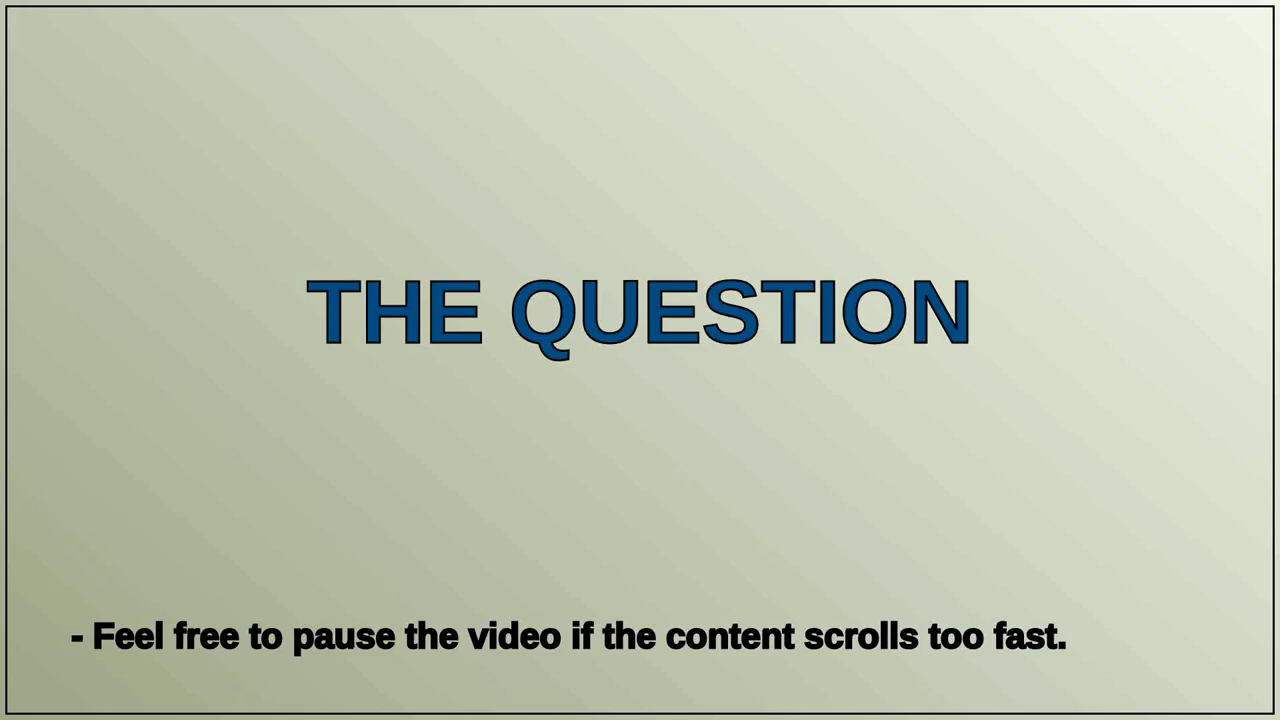 THE QUESTION
- Feel free to pause the video if the content scrolls too fast.